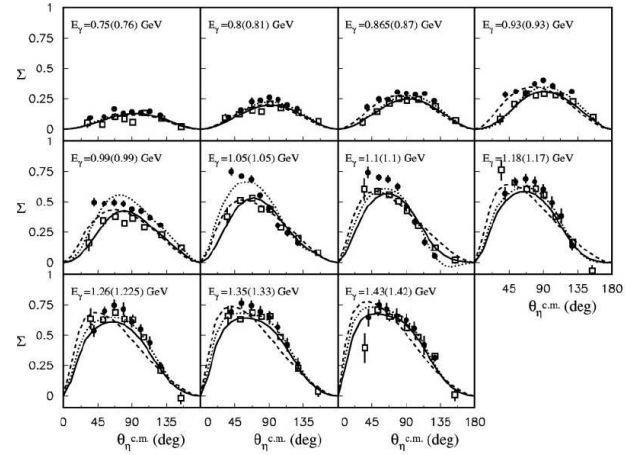 1
E_γ=0.75(0.76) GeV
E_γ=0.8(0.81) GeV
E_γ=0.865(0.87) GeV
E_γ=0.93(0.93) GeV
0.75
Σ
0.5
0.25
0
1
E_γ=0.99(0.99) GeV
E_γ=1.05(1.05) GeV
E_γ=1.1(1.1) GeV
E_γ=1.18(1.17) GeV
0.75
Σ
0.5
0.25
0
1
45 90 135 180
E_γ=1.26(1.225) GeV
E_γ=1.35(1.33) GeV
E_γ=1.43(1.42) GeV
θ_η^c.m. (deg)
0.75
Σ
0.5
0.25
0
0 45 90 135 0 45 90 135 0 45 90 135 180
θ_η^c.m. (deg) θ_η^c.m. (deg) θ_η^c.m. (deg)